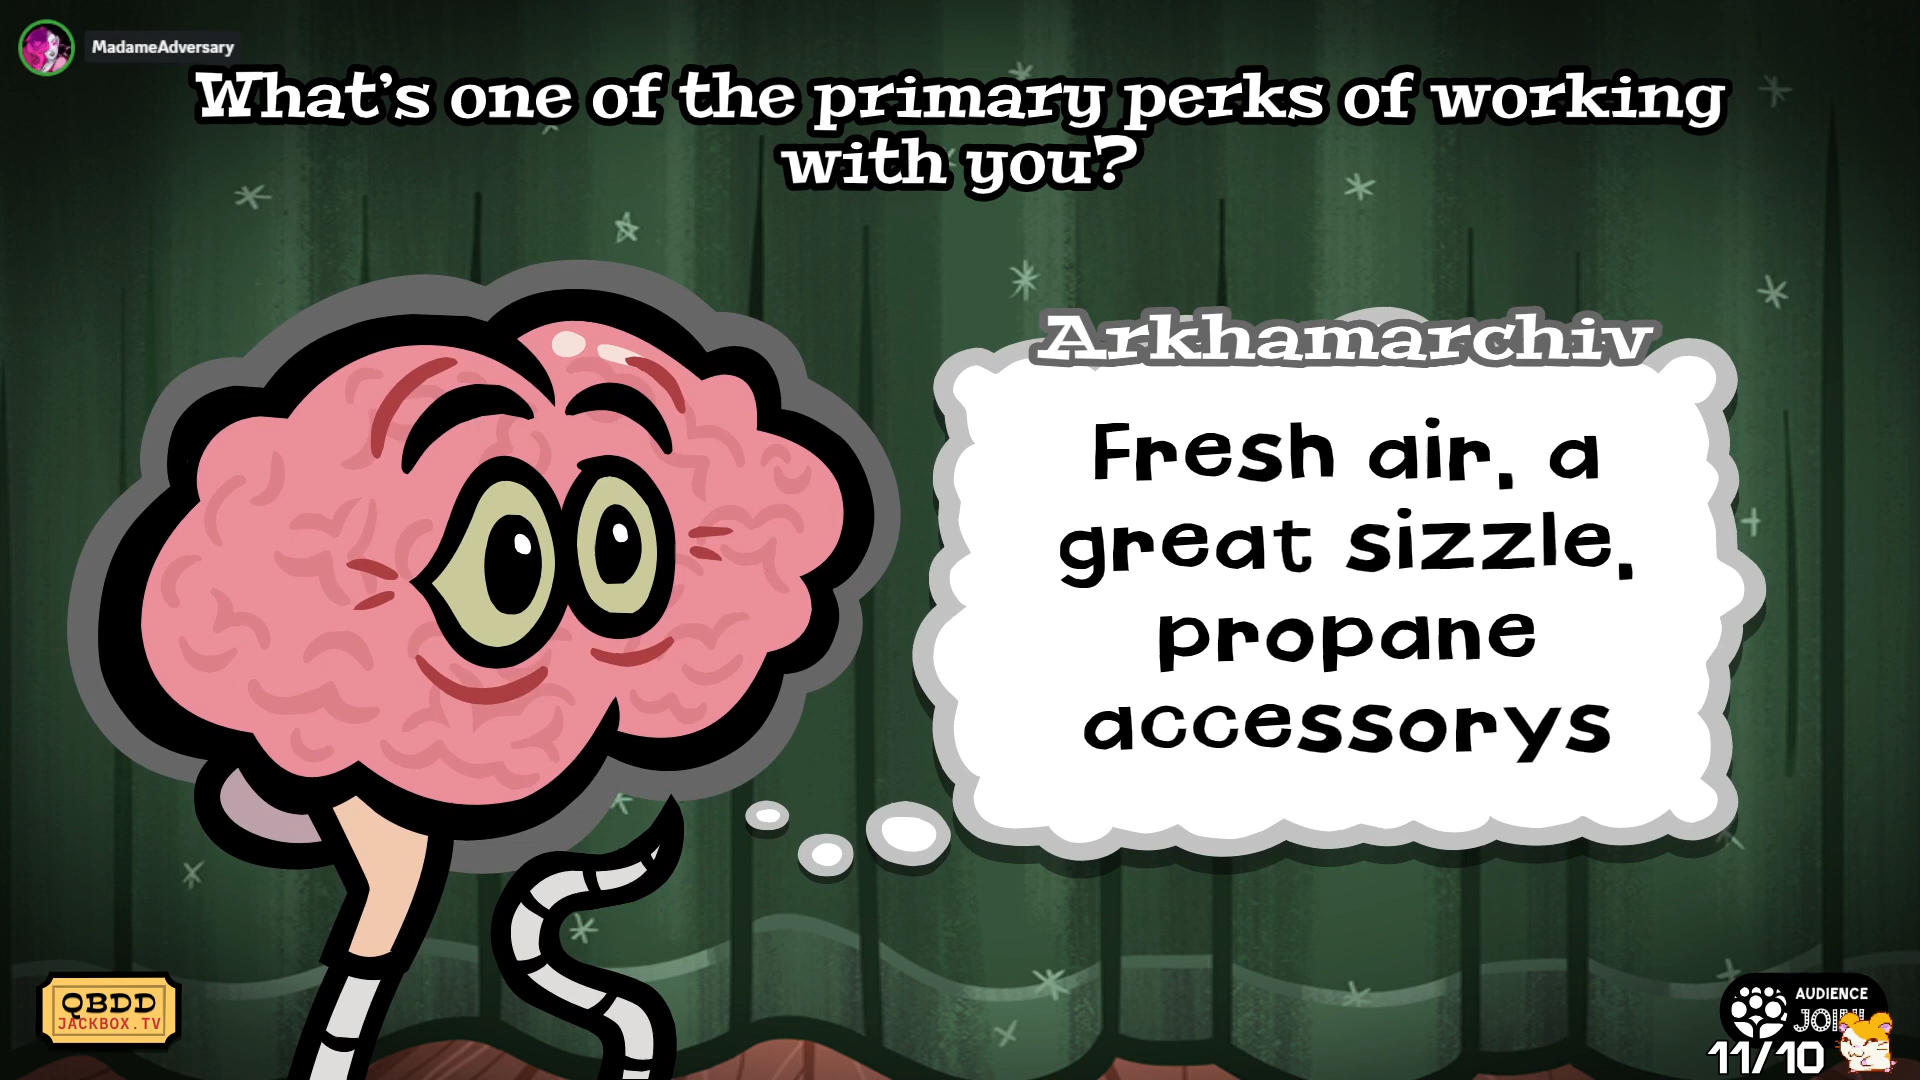 MadameAdversary
What's one of the primary perks of working
with you?
Arkhamarchiv
Fresh air, a
great sizzle,
propane
accessorys
QBDD
JACKBOX.TV
AUDIENCE
JOIN!
11/10